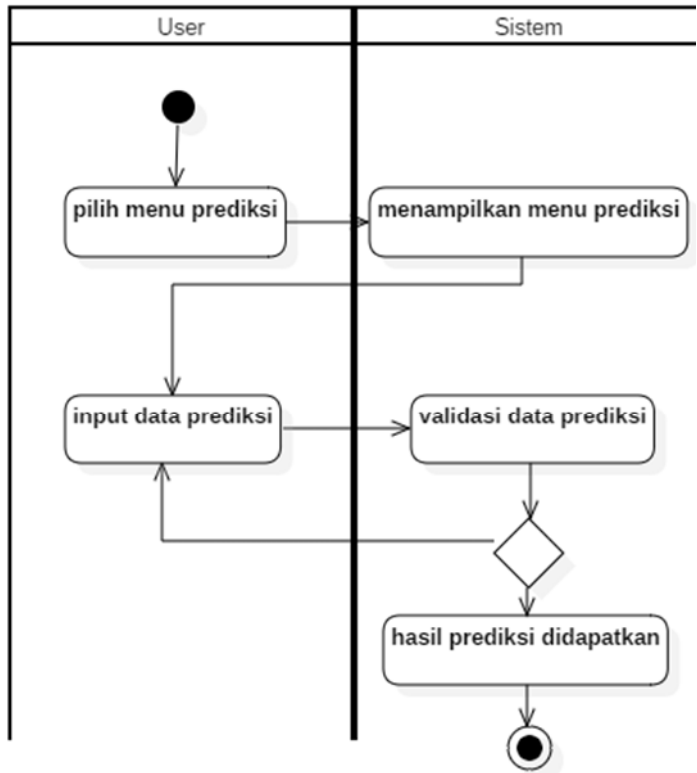 User
Sistem
pilih menu prediksi
menampilkan menu prediksi
input data prediksi
validasi data prediksi
hasil prediksi didapatkan